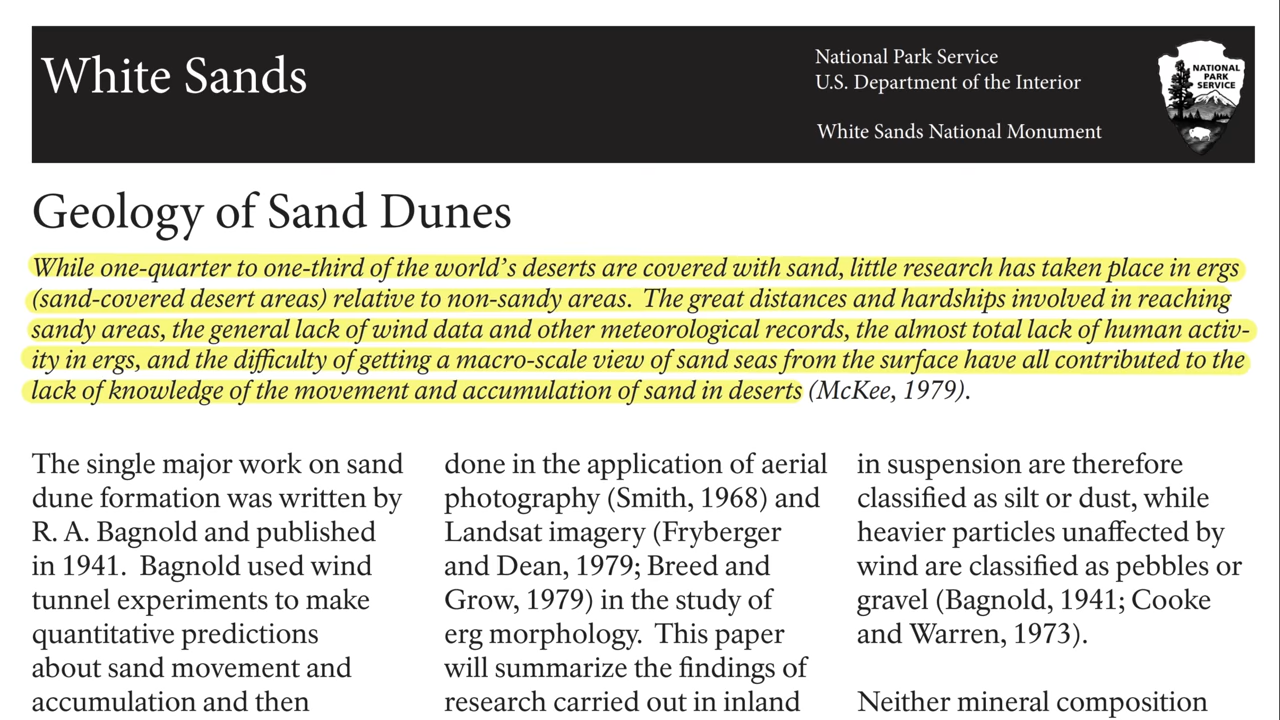 White Sands
National Park Service
U.S. Department of the Interior
White Sands National Monument
NATIONAL
PARK
SERVICE
Geology of Sand Dunes
While one-quarter to one-third of the world’s deserts are covered with sand, little research has taken place in ergs
(sand-covered desert areas) relative to non-sandy areas.  The great distances and hardships involved in reaching
sandy areas, the general lack of wind data and other meteorological records, the almost total lack of human activ-
ity in ergs, and the difficulty of getting a macro-scale view of sand seas from the surface have all contributed to the
lack of knowledge of the movement and accumulation of sand in deserts (McKee, 1979).
The single major work on sand
dune formation was written by
R. A. Bagnold and published
in 1941.  Bagnold used wind
tunnel experiments to make
quantitative predictions
about sand movement and
accumulation and then
done in the application of aerial
photography (Smith, 1968) and
Landsat imagery (Fryberger
and Dean, 1979; Breed and
Grow, 1979) in the study of
erg morphology.  This paper
will summarize the findings of
research carried out in inland
in suspension are therefore
classified as silt or dust, while
heavier particles unaffected by
wind are classified as pebbles or
gravel (Bagnold, 1941; Cooke
and Warren, 1973).
Neither mineral composition